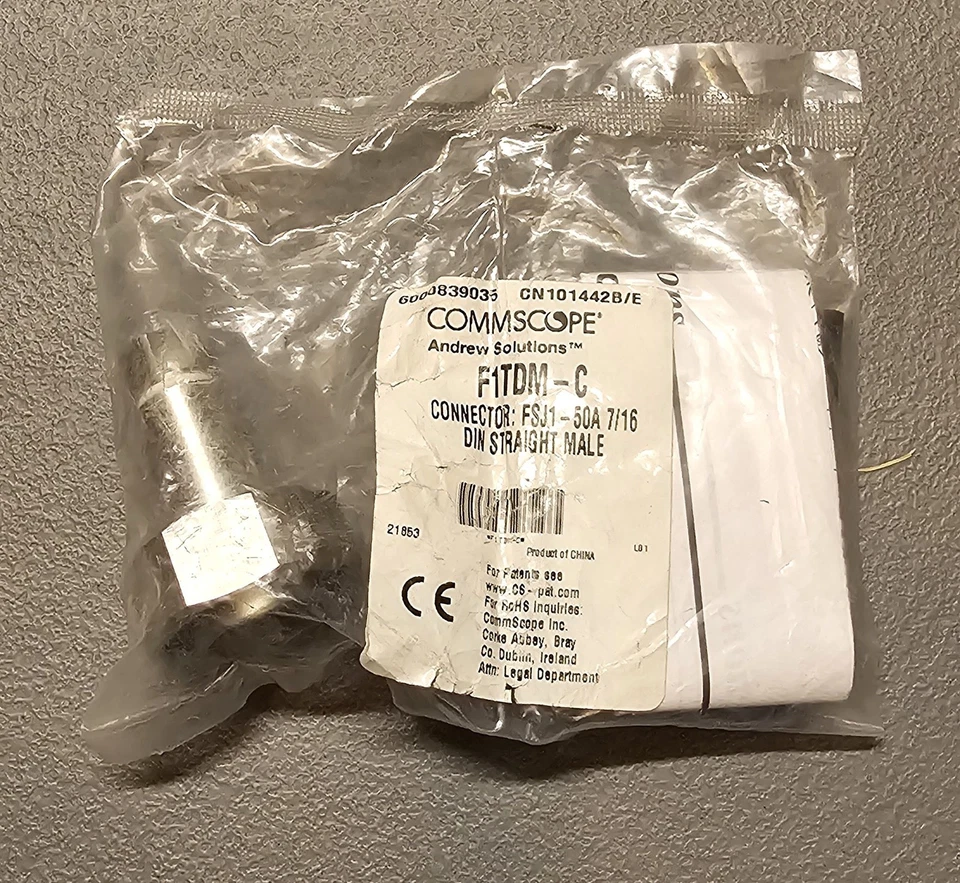 6000839035 CN101442B/E
COMMSCOPE®
Andrew Solutions™
F1TDM-C
CONNECTOR: FSJ1-50A 7/16
DIN STRAIGHT MALE
21853
Product of CHINA
L01
For Patents see
www.cs-pat.com
For RoHS Inquiries:
CommScope Inc.
Corke Abbey, Bray
Co. Dublin, Ireland
Attn: Legal Department
CE